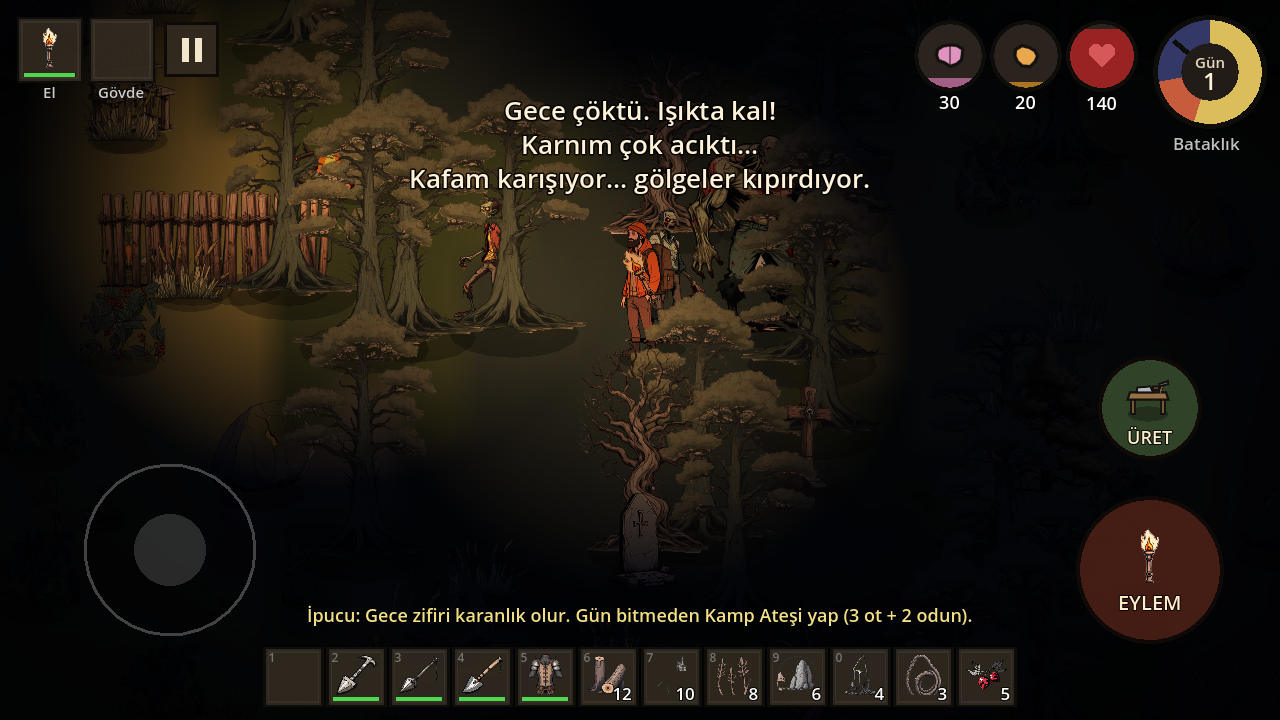 El
Gövde
30
20
140
Gün
1
Bataklık
Gece çöktü. Işıkta kal!
Karnım çok acıktı...
Kafam karışıyor... gölgeler kıpırdıyor.
ÜRET
EYLEM
İpucu: Gece zifiri karanlık olur. Gün bitmeden Kamp Ateşi yap (3 ot + 2 odun).
1
2
3
4
5
6
12
7
10
8
8
9
6
0
4
3
5